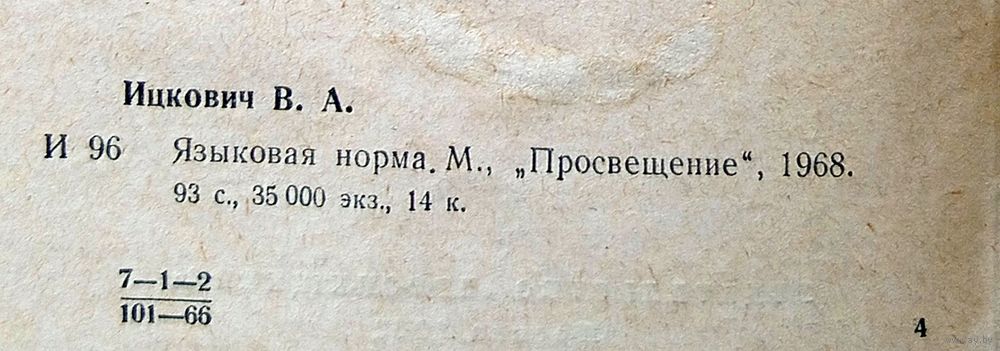 Ицкович В. А.
И 96 Языковая норма. М., „Просвещение“, 1968.
93 с., 35 000 экз., 14 к.
7—1—2
101—66
4